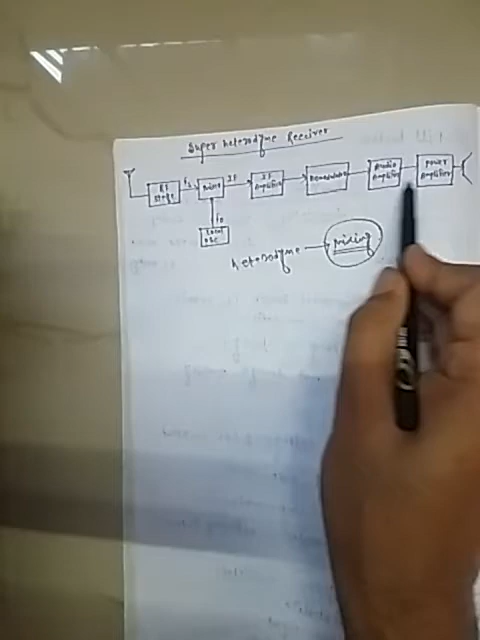 Super heterodyne Receiver
RF stage fs Mixer IF IF Amplifier Demodulator Audio Amplifier Power Amplifier
fo
Local osc
heterodyne → mixing